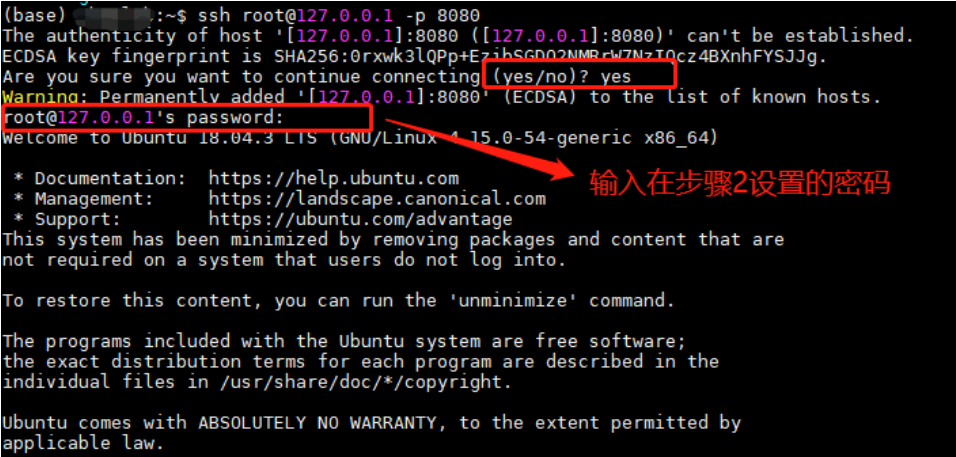 (base) :~$ ssh root@127.0.0.1 -p 8080
The authenticity of host '[127.0.0.1]:8080 ([127.0.0.1]:8080)' can't be established.
ECDSA key fingerprint is
Are you sure you want to continue connecting (yes/no)? yes
Warning: Permanently added '[127.0.0.1]:8080' (ECDSA) to the list of known hosts.
root@127.0.0.1's password:
Welcome to Ubuntu 18.04.3 LTS (GNU/Linux 4.15.0-54-generic x86_64)
输入在步骤2设置的密码
* Documentation: https://help.ubuntu.com
* Management: https://landscape.canonical.com
* Support: https://ubuntu.com/advantage
This system has been minimized by removing packages and content that are
not required on a system that users do not log into.
To restore this content, you can run the 'unminimize' command.
The programs included with the Ubuntu system are free software;
the exact distribution terms for each program are described in the
individual files in /usr/share/doc/*/copyright.
Ubuntu comes with ABSOLUTELY NO WARRANTY, to the extent permitted by
applicable law.